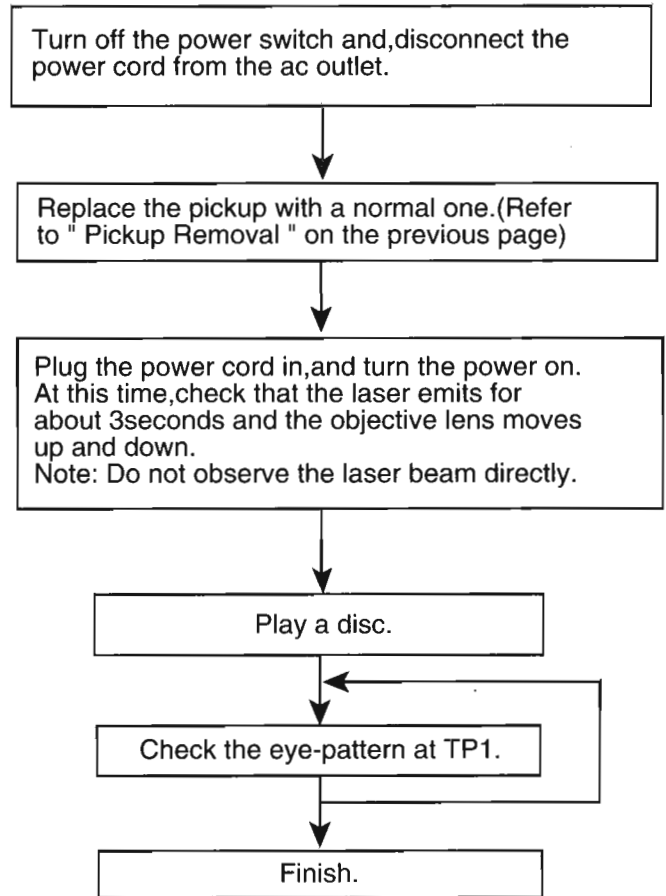 Turn off the power switch and,disconnect the
power cord from the ac outlet.
Replace the pickup with a normal one.(Refer
to " Pickup Removal " on the previous page)
Plug the power cord in,and turn the power on.
At this time,check that the laser emits for
about 3seconds and the objective lens moves
up and down.
Note: Do not observe the laser beam directly.
Play a disc.
Check the eye-pattern at TP1.
Finish.